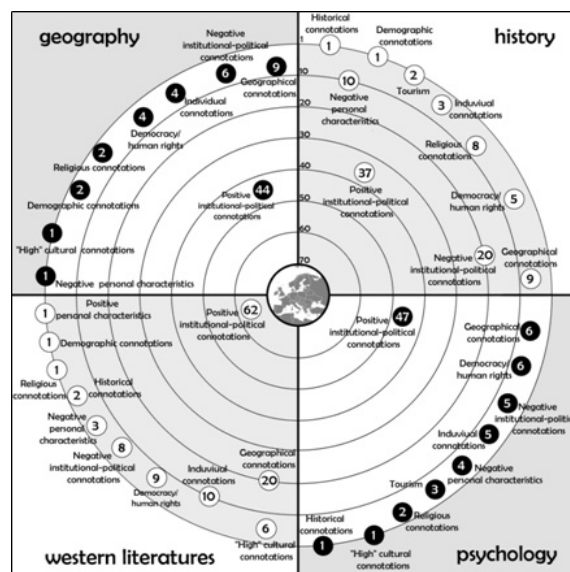 geography
Negative
institutional-political
connotations
6
9
Geographical
connotations
4
Individual
connotations
4
Democracy/
human rights
2
Religious connotations
2
Demographic connotations
1
"High" cultural connotations
1
Negative personal characteristics
44
Positive
institutional-political
connotations
history
Historical
connotations
1
Demographic
connotations
1
2
Tourism
10
Negative
personal
characteristics
3
Induviual
connotations
8
Religious
connotations
37
Positive
institutional-political
connotations
5
Democracy/
human rights
20
Negative
institutional-political
connotations
Geographical
connotations
9
1
10
20
30
40
50
60
70
1
Positive
personal characteristics
62
Positive
institutional-political
connotations
1
Demographic connotations
1
Religious
connotations
2
Historical
connotations
3
Negative
personal
characteristics
8
Negative
institutional-political
connotations
9
Democracy/
human rights
10
Induviual
connotations
Geographical
connotations
20
6
"High" cultural connotations
western literatures
47
Positive
institutional-political
connotations
Geographical
connotations
6
Democracy/
human rights
6
5
Negative
institutional-political
connotations
5
Induviual
connotations
4
Negative
personal characteristics
Tourism
3
2
Religious
connotations
Historical
connotations
1
1
"High" cultural
connotations
psychology